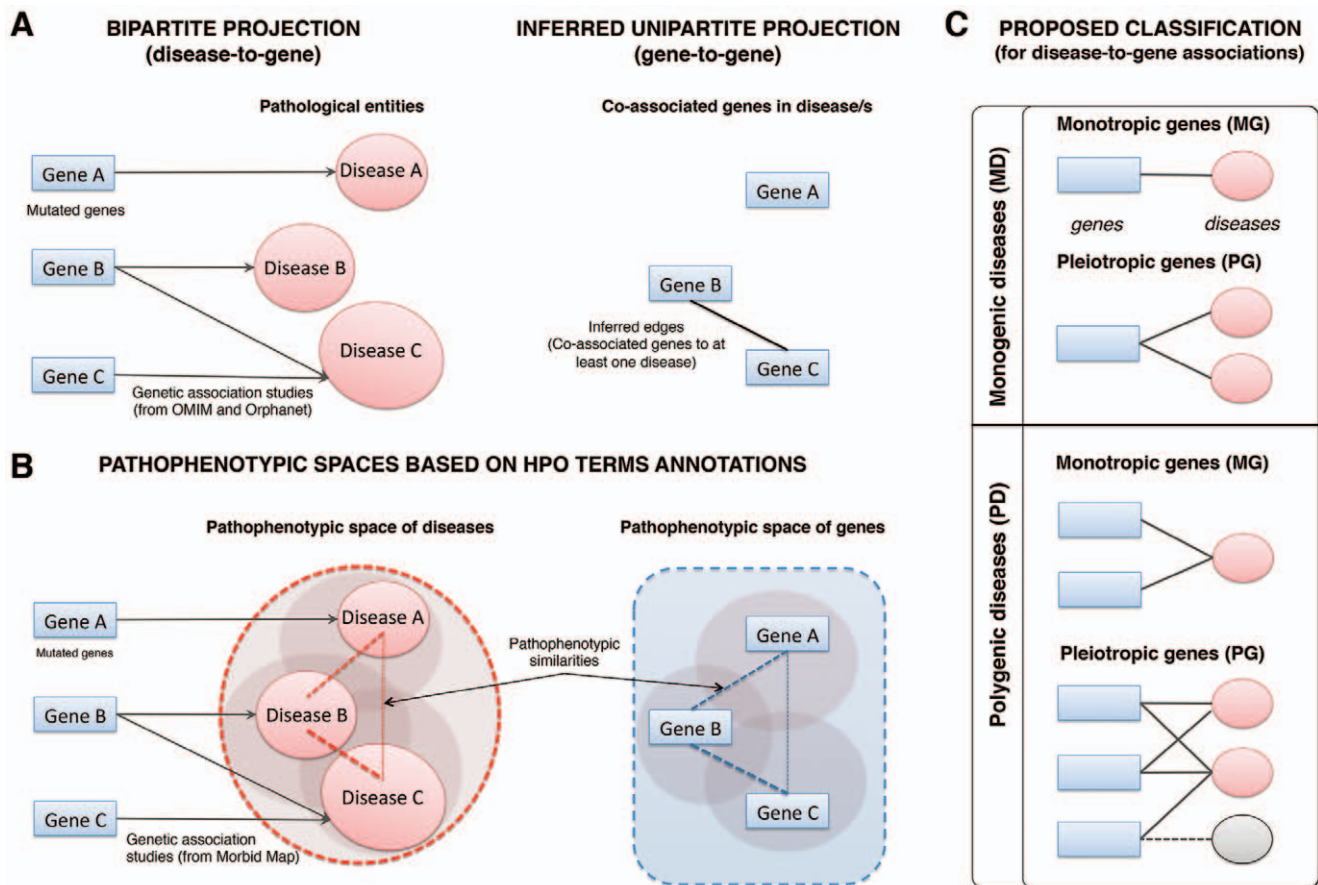 A
BIPARTITE PROJECTION
(disease-to-gene)
Pathological entities
Gene A
Mutated genes
Disease A
Gene B
Disease B
Disease C
Gene C
Genetic association studies
(from OMIM and Orphanet)
INFERRED UNIPARTITE PROJECTION
(gene-to-gene)
Co-associated genes in disease/s
Gene A
Gene B
Inferred edges
(Co-associated genes to at
least one disease)
Gene C
B
PATHOPHENOTYPIC SPACES BASED ON HPO TERMS ANNOTATIONS
Pathophenotypic space of diseases
Gene A
Mutated genes
Disease A
Gene B
Disease B
Disease C
Gene C
Genetic association
studies (from Morbid Map)
Pathophenotypic
similarities
Pathophenotypic space of genes
Gene A
Gene B
Gene C
C
PROPOSED CLASSIFICATION
(for disease-to-gene associations)
Monogenic diseases (MD)
Monotropic genes (MG)
genes
diseases
Pleiotropic genes (PG)
Polygenic diseases (PD)
Monotropic genes (MG)
Pleiotropic genes (PG)